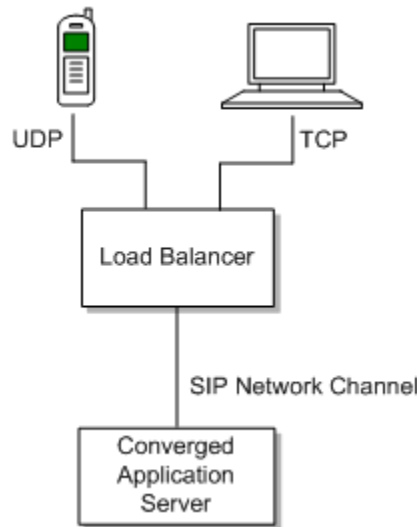 UDP
TCP
Load Balancer
SIP Network Channel
Converged
Application
Server